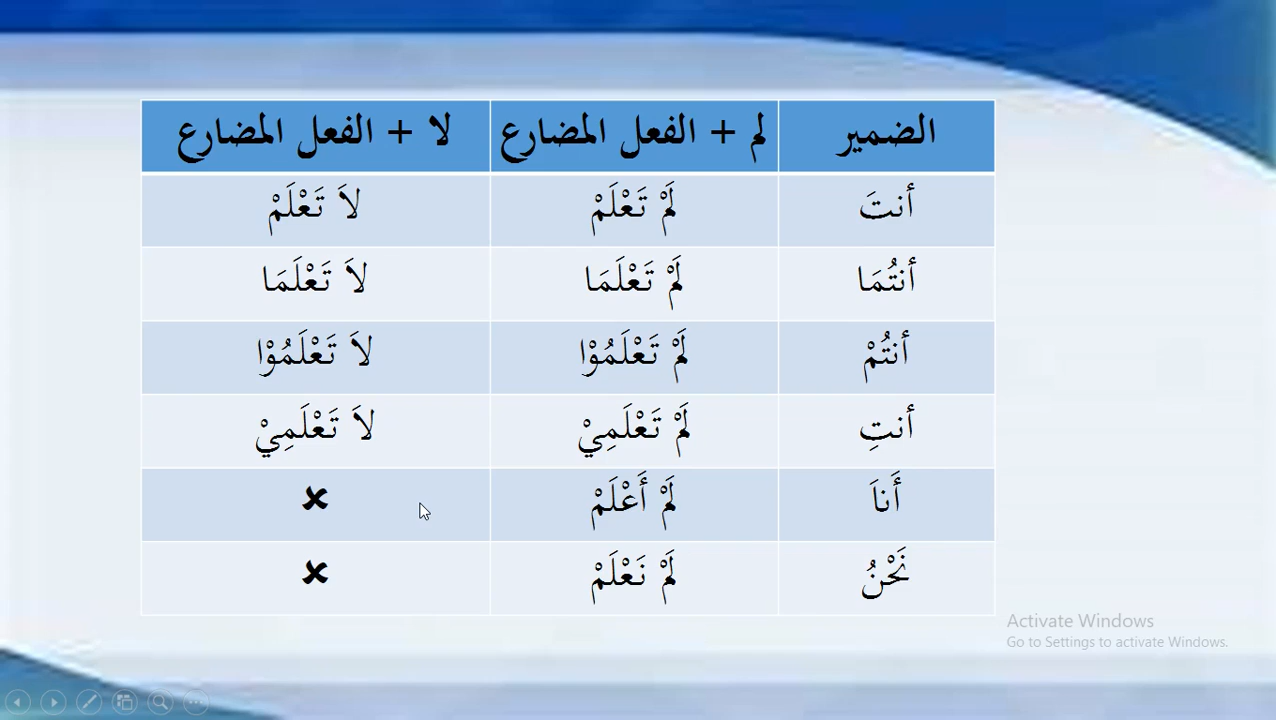 الضمير لم + الفعل المضارع لا + الفعل المضارع
أنتَ لَمْ تَعْلَمْ لاَ تَعْلَمْ
أنتُمَا لَمْ تَعْلَمَا لاَ تَعْلَمَا
أنتُمْ لَمْ تَعْلَمُوْا لاَ تَعْلَمُوْا
أنتِ لَمْ تَعْلَمِيْ لاَ تَعْلَمِيْ
أَناَ لَمْ أَعْلَمْ ×
نَحْنُ لَمْ نَعْلَمْ ×
Activate Windows
Go to Settings to activate Windows.